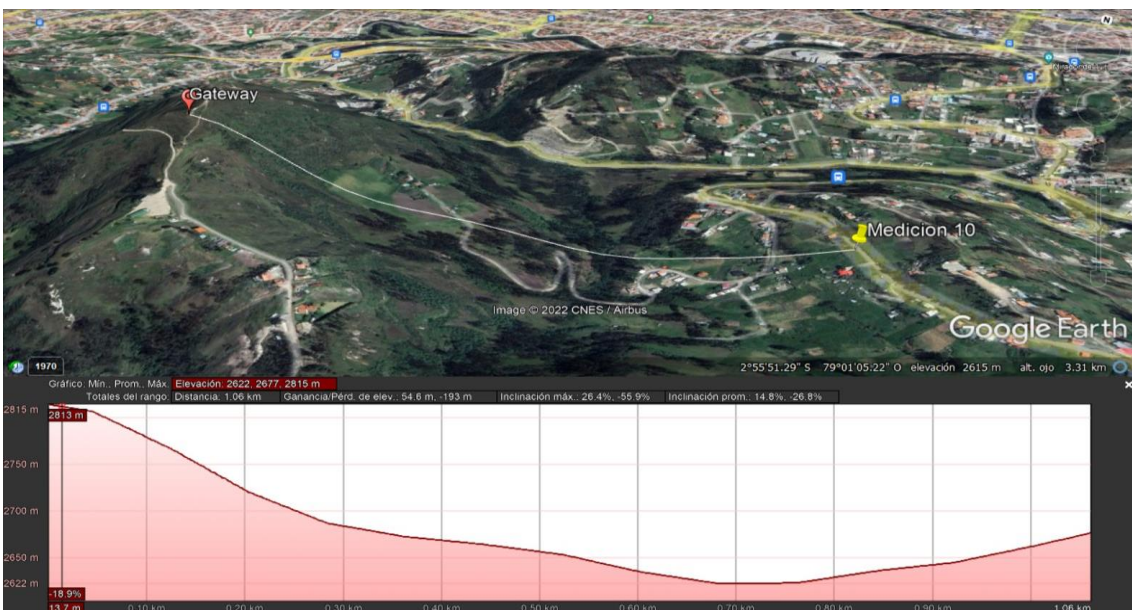 N
Gateway
Medicion 10
Image © 2022 CNES / Airbus
Google Earth
1970
2°55'51.29" S 79°01'05.22" O elevación 2615 m alt. ojo 3.31 km
Gráfico: Mín., Prom., Máx. Elevación: 2622, 2677, 2815 m
Totales del rango: Distancia: 1.06 km Ganancia/Pérd. de elev.: 54.6 m, -193 m Inclinación máx.: 26.4%, -55.9% Inclinación prom.: 14.8%, -26.8%
2815 m
2813 m
2750 m
2700 m
2650 m
2622 m
-18.9%
13.7 m 0.10 km 0.20 km 0.30 km 0.40 km 0.50 km 0.60 km 0.70 km 0.80 km 0.90 km 1.06 km